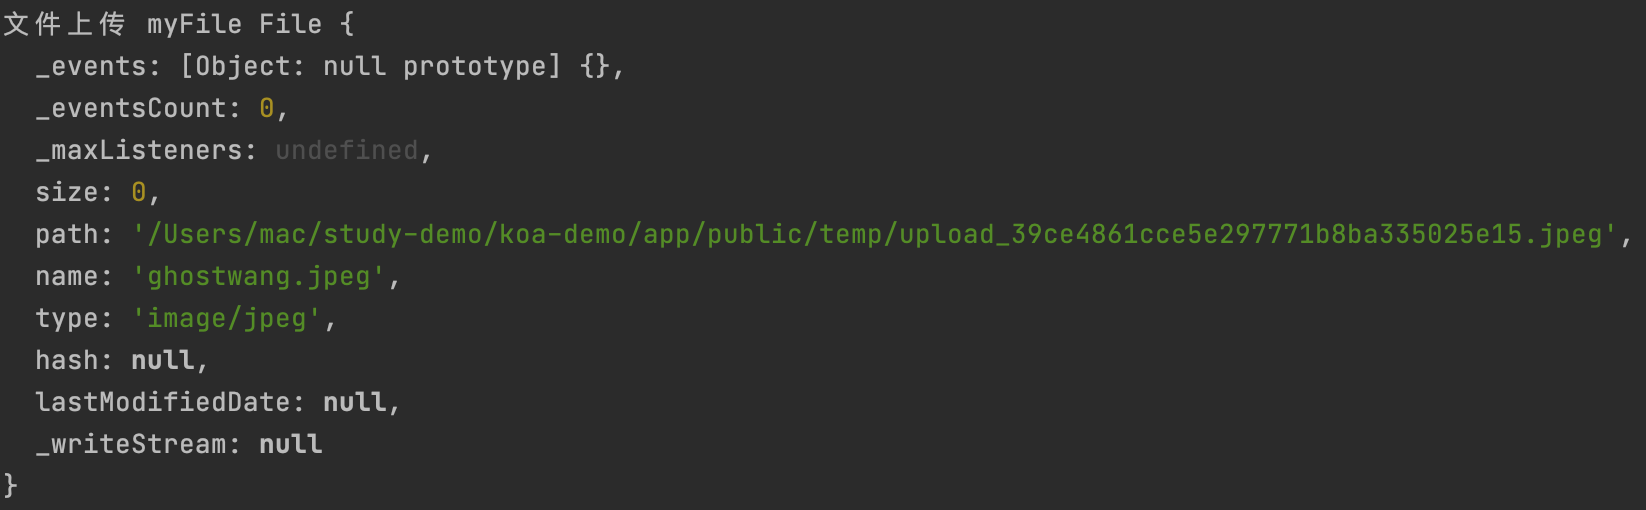 文件上传 myFile File {
  _events: [Object: null prototype] {},
  _eventsCount: 0,
  _maxListeners: undefined,
  size: 0,
  path: '/Users/mac/study-demo/koa-demo/app/public/temp/upload_39ce4861cce5e297771b8ba335025e15.jpeg',
  name: 'ghostwang.jpeg',
  type: 'image/jpeg',
  hash: null,
  lastModifiedDate: null,
  _writeStream: null
}